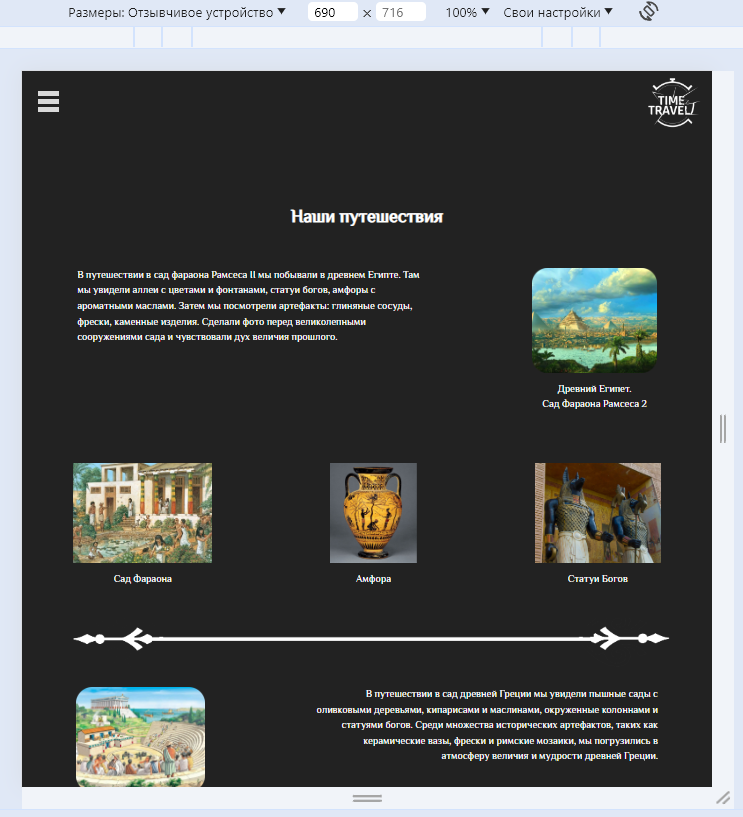 Размеры: Отзывчивое устройство ▼ 690 × 716 100% ▼ Свои настройки ▼
TIME
TRAVEL
Наши путешествия
В путешествии в сад фараона Рамсеса II мы побывали в древнем Египте. Там
мы увидели аллеи с цветами и фонтанами, статуи богов, амфоры с
ароматными маслами. Затем мы посмотрели артефакты: глиняные сосуды,
фрески, каменные изделия. Сделали фото перед великолепными
сооружениями сада и чувствовали дух величия прошлого.
Древний Египет.
Сад Фараона Рамсеса 2
Сад Фараона
Амфора
Статуи Богов
В путешествии в сад древней Греции мы увидели пышные сады с
оливковыми деревьями, кипарисами и маслинами, окруженные колоннами и
статуями богов. Среди множества исторических артефактов, таких как
керамические вазы, фрески и римские мозаики, мы погрузились в
атмосферу величия и мудрости древней Греции.